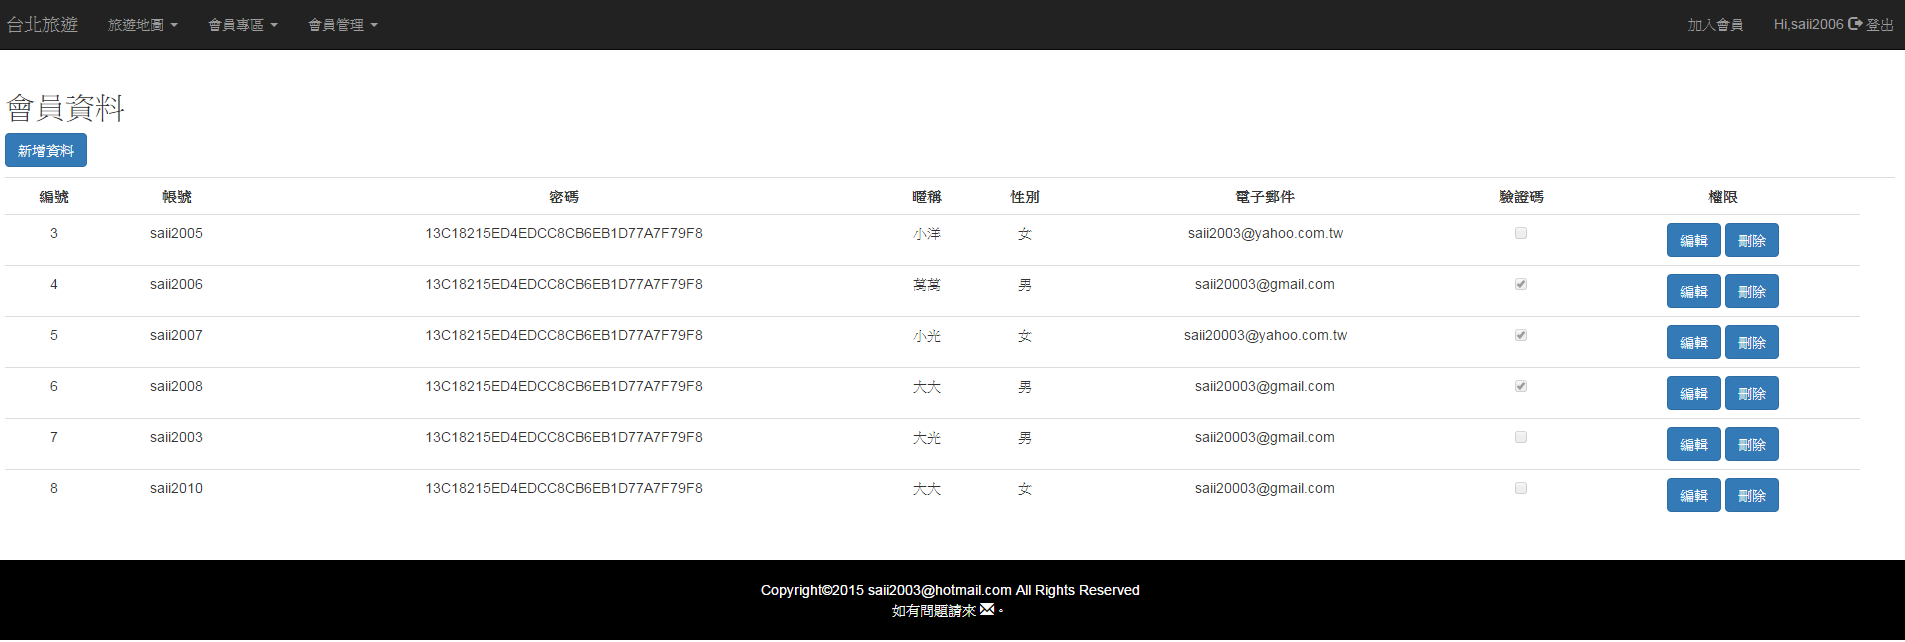 台北旅遊 旅遊地圖 會員專區 會員管理 加入會員 Hi,saii2006 登出
會員資料
新增資料
編號 帳號 密碼 暱稱 性別 電子郵件 驗證碼 權限
3 saii2005 13C18215ED4EDCC8CB6EB1D77A7F79F8 小洋 女 saii2003@yahoo.com.tw 編輯 刪除
4 saii2006 13C18215ED4EDCC8CB6EB1D77A7F79F8 萬萬 男 saii20003@gmail.com 編輯 刪除
5 saii2007 13C18215ED4EDCC8CB6EB1D77A7F79F8 小光 女 saii20003@yahoo.com.tw 編輯 刪除
6 saii2008 13C18215ED4EDCC8CB6EB1D77A7F79F8 大大 男 saii20003@gmail.com 編輯 刪除
7 saii2003 13C18215ED4EDCC8CB6EB1D77A7F79F8 大光 男 saii20003@gmail.com 編輯 刪除
8 saii2010 13C18215ED4EDCC8CB6EB1D77A7F79F8 大大 女 saii20003@gmail.com 編輯 刪除
Copyright©2015 saii2003@hotmail.com All Rights Reserved
如有問題請來 。